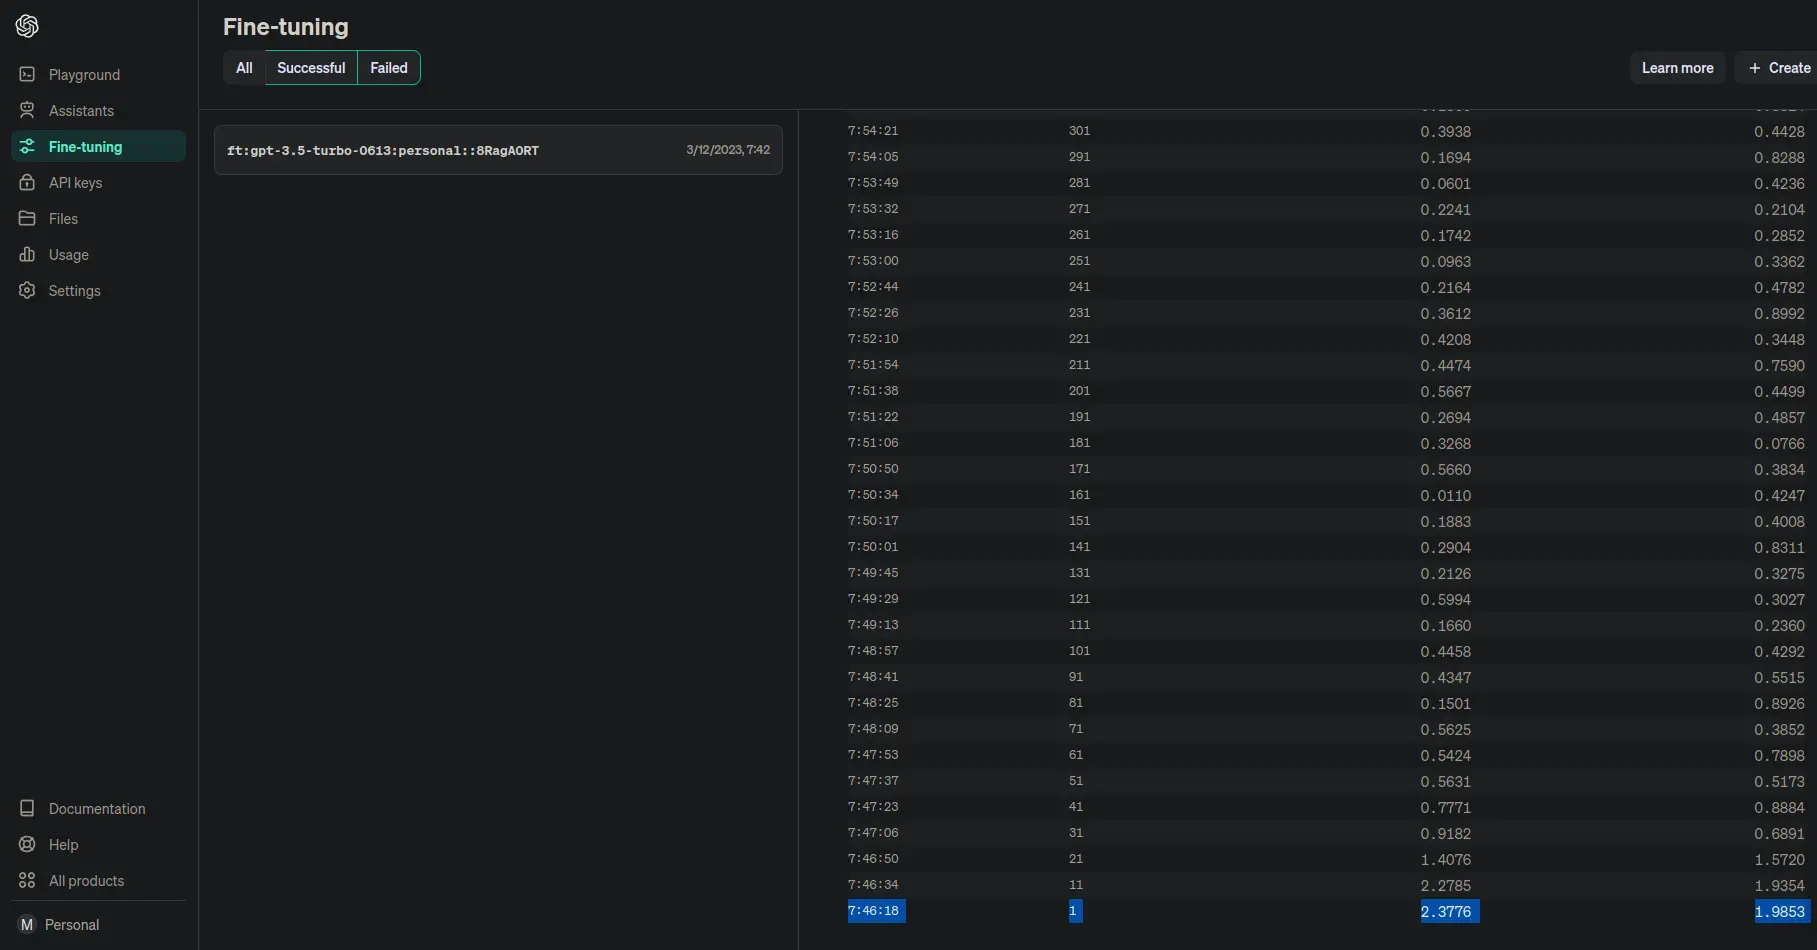 Fine-tuning
All Successful Failed
Learn more + Create
Playground
Assistants
Fine-tuning
API keys
Files
Usage
Settings
Documentation
Help
All products
M Personal
ft:gpt-3.5-turbo-0613:personal::8RagAORT 3/12/2023, 7:42
7:54:21 301 0.3938 0.4428
7:54:05 291 0.1694 0.8288
7:53:49 281 0.0601 0.4236
7:53:32 271 0.2241 0.2104
7:53:16 261 0.1742 0.2852
7:53:00 251 0.0963 0.3362
7:52:44 241 0.2164 0.4782
7:52:26 231 0.3612 0.8992
7:52:10 221 0.4208 0.3448
7:51:54 211 0.4474 0.7590
7:51:38 201 0.5667 0.4499
7:51:22 191 0.2694 0.4857
7:51:06 181 0.3268 0.0766
7:50:50 171 0.5660 0.3834
7:50:34 161 0.0110 0.4247
7:50:17 151 0.1883 0.4008
7:50:01 141 0.2904 0.8311
7:49:45 131 0.2126 0.3275
7:49:29 121 0.5994 0.3027
7:49:13 111 0.1660 0.2360
7:48:57 101 0.4458 0.4292
7:48:41 91 0.4347 0.5515
7:48:25 81 0.1501 0.8926
7:48:09 71 0.5625 0.3852
7:47:53 61 0.5424 0.7898
7:47:37 51 0.5631 0.5173
7:47:23 41 0.7771 0.8884
7:47:06 31 0.9182 0.6891
7:46:50 21 1.4076 1.5720
7:46:34 11 2.2785 1.9354
7:46:18 1 2.3776 1.9853